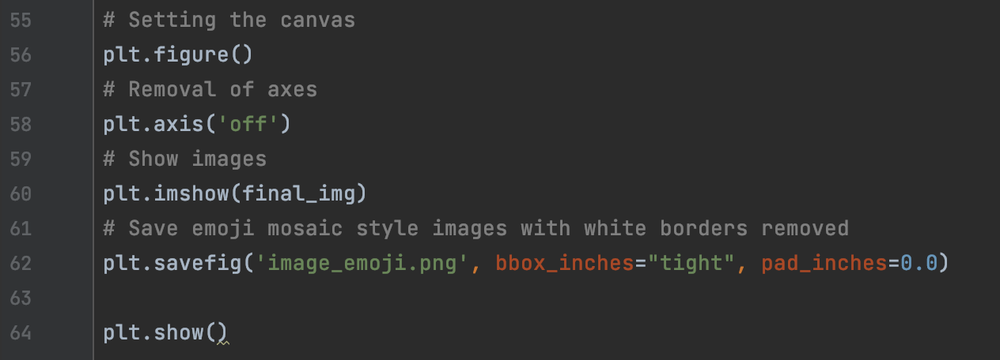 55 # Setting the canvas
56 plt.figure()
57 # Removal of axes
58 plt.axis('off')
59 # Show images
60 plt.imshow(final_img)
61 # Save emoji mosaic style images with white borders removed
62 plt.savefig('image_emoji.png', bbox_inches="tight", pad_inches=0.0)
63
64 plt.show()